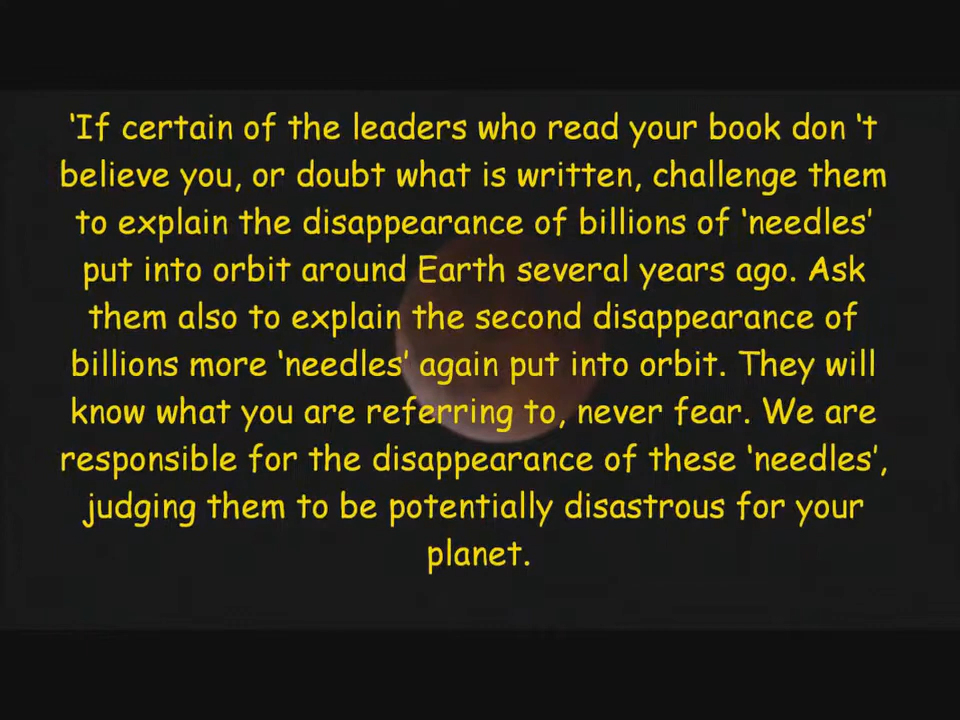 ‘If certain of the leaders who read your book don ‘t
believe you, or doubt what is written, challenge them
to explain the disappearance of billions of ‘needles’
put into orbit around Earth several years ago. Ask
them also to explain the second disappearance of
billions more ‘needles’ again put into orbit. They will
know what you are referring to, never fear. We are
responsible for the disappearance of these ‘needles’,
judging them to be potentially disastrous for your
planet.